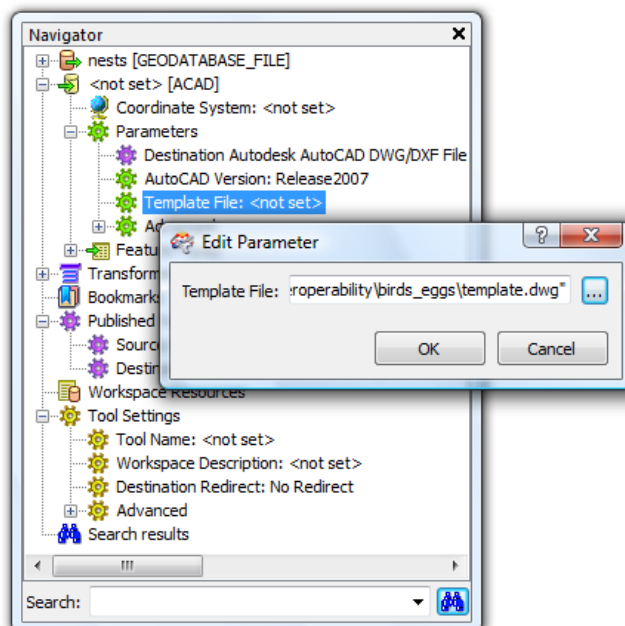 Navigator
nests [GEODATABASE_FILE]
<not set> [ACAD]
Coordinate System: <not set>
Parameters
Destination Autodesk AutoCAD DWG/DXF File
AutoCAD Version: Release2007
Template File: <not set>
Edit Parameter
Template File: eroperability\birds_eggs\template.dwg" ...
OK Cancel
Transform
Bookmarks
Published
Source
Destin
Workspace Resources
Tool Settings
Tool Name: <not set>
Workspace Description: <not set>
Destination Redirect: No Redirect
Advanced
Search results
Search: